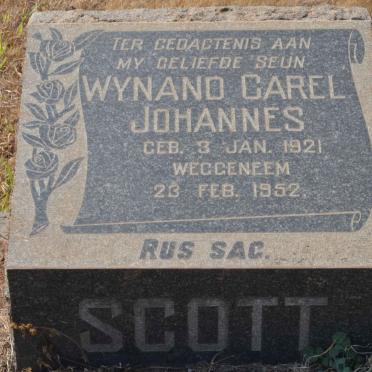 TER GEDAGTENIS AAN
MY GELIEFDE SEUN
WYNAND CAREL
JOHANNES
GEB. 3 JAN. 1921
WEGGENEEM
23 FEB. 1952.
RUS SAG.
SCOTT